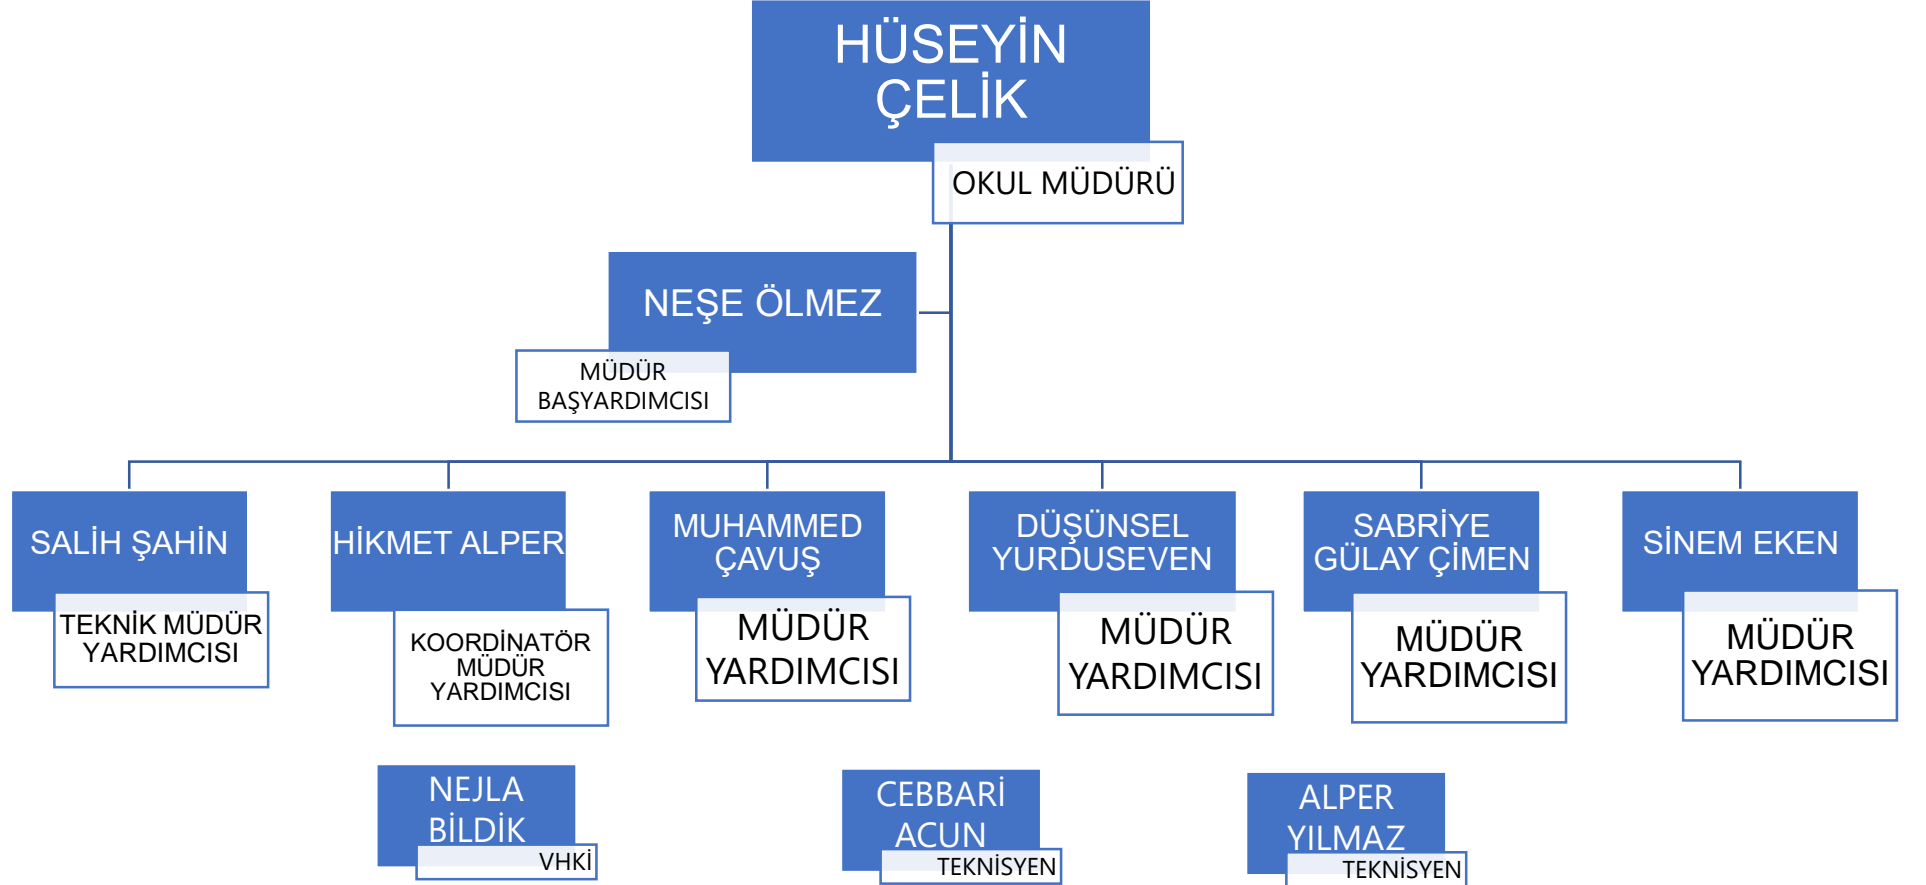 HÜSEYİN
ÇELİK
OKUL MÜDÜRÜ
NEŞE ÖLMEZ
MÜDÜR
BAŞYARDIMCISI
SALİH ŞAHİN
TEKNİK MÜDÜR
YARDIMCISI
HİKMET ALPER
KOORDİNATÖR
MÜDÜR
YARDIMCISI
MUHAMMED
ÇAVUŞ
MÜDÜR
YARDIMCISI
DÜŞÜNSEL
YURDUSEVEN
MÜDÜR
YARDIMCISI
SABRİYE
GÜLAY ÇİMEN
MÜDÜR
YARDIMCISI
SİNEM EKEN
MÜDÜR
YARDIMCISI
NEJLA
BİLDİK
VHKİ
CEBBARİ
ACUN
TEKNİSYEN
ALPER
YILMAZ
TEKNİSYEN